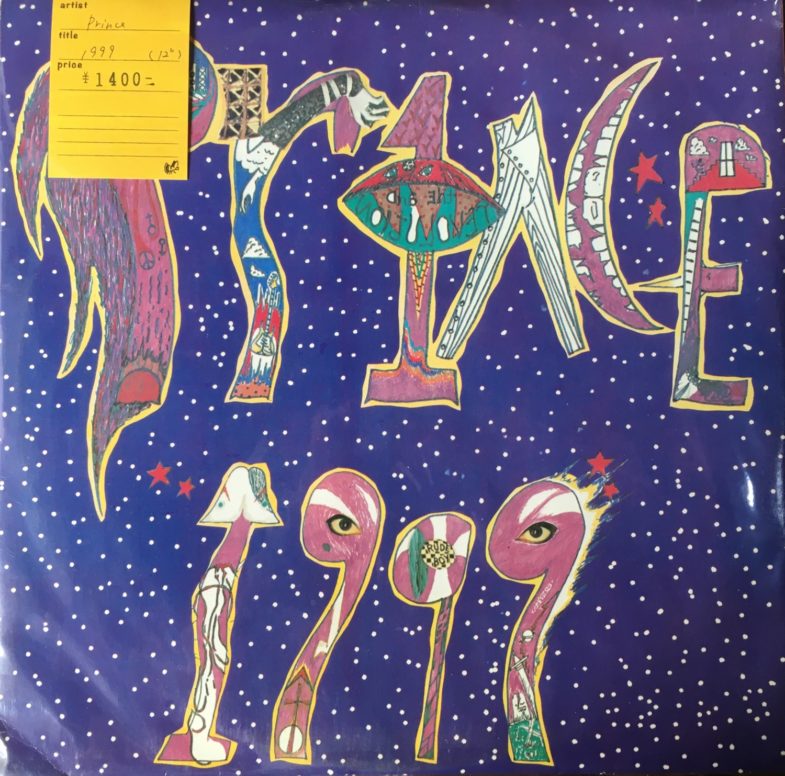 artist
Prince
title
1999 (12")
price
¥1400-
PRINCE
1999
RUDE
BOY